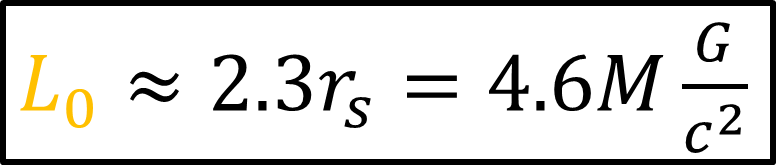 L₀ ≈ 2.3rₛ = 4.6M G/c²